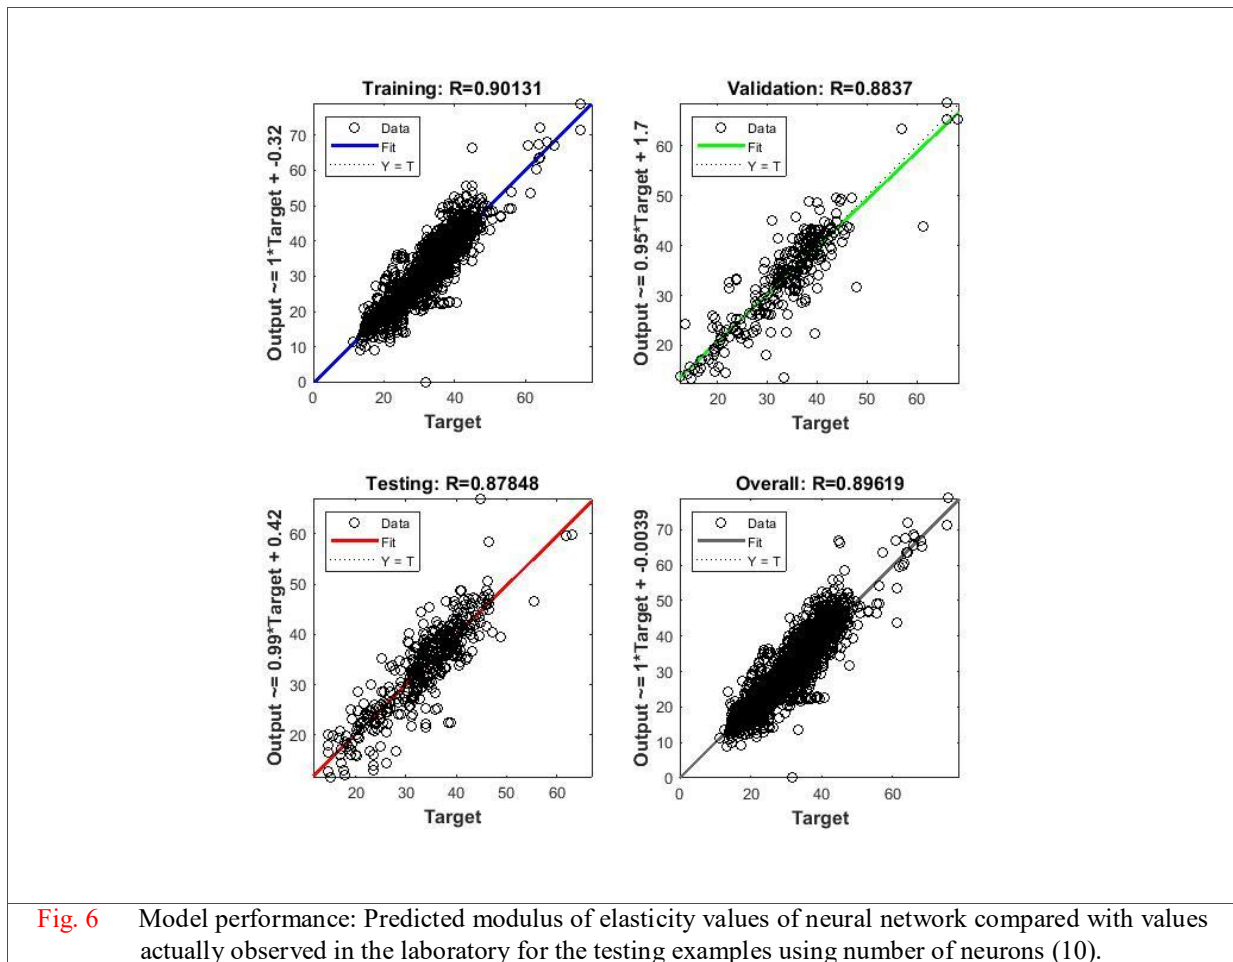 Training: R=0.90131
Output ~= 1*Target + -0.32
Data
Fit
Y = T
70
60
50
40
30
20
10
0
0 20 40 60
Target
Validation: R=0.8837
Output ~= 0.95*Target + 1.7
Data
Fit
Y = T
60
50
40
30
20
20 30 40 50 60
Target
Testing: R=0.87848
Output ~= 0.99*Target + 0.42
Data
Fit
Y = T
60
50
40
30
20
20 30 40 50 60
Target
Overall: R=0.89619
Output ~= 1*Target + -0.0039
Data
Fit
Y = T
70
60
50
40
30
20
10
0
0 20 40 60
Target
Fig. 6 Model performance: Predicted modulus of elasticity values of neural network compared with values
actually observed in the laboratory for the testing examples using number of neurons (10).